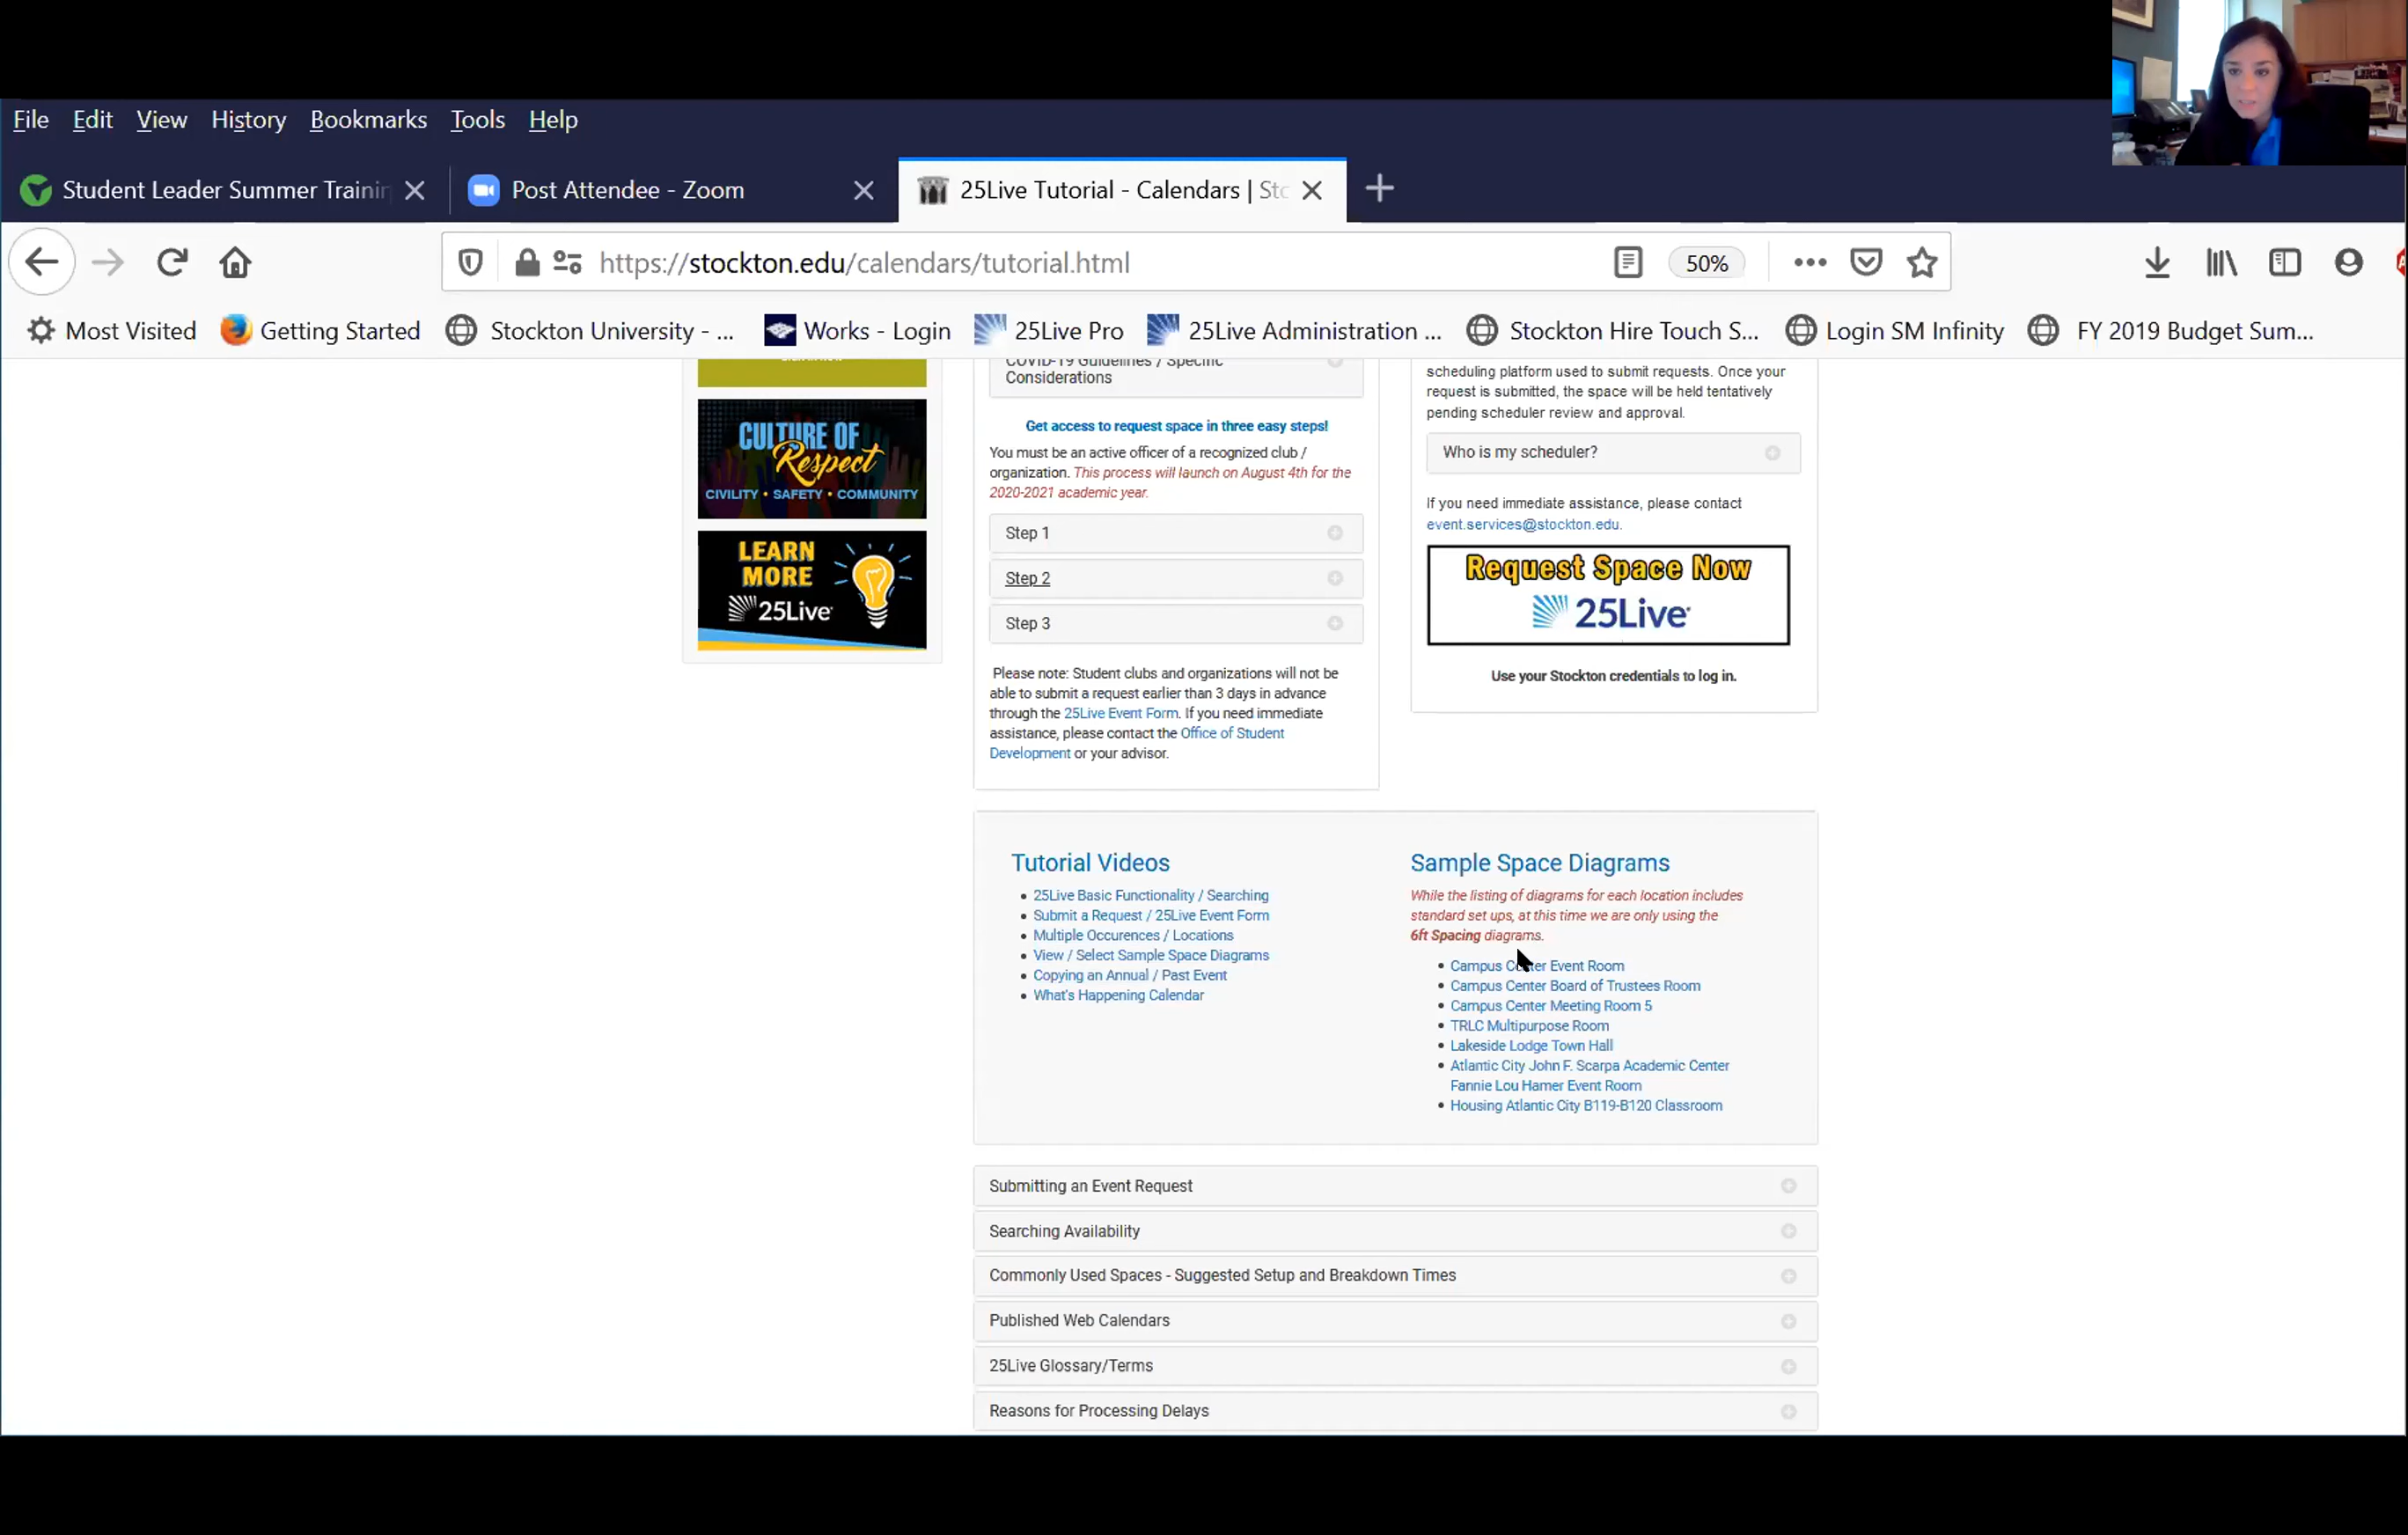 File Edit View History Bookmarks Tools Help
Student Leader Summer Trainin
Post Attendee - Zoom
25Live Tutorial - Calendars | Sto
https://stockton.edu/calendars/tutorial.html
50%
Most Visited
Getting Started
Stockton University - ...
Works - Login
25Live Pro
25Live Administration ...
Stockton Hire Touch S...
Login SM Infinity
FY 2019 Budget Sum...
CULTURE OF
Respect
CIVILITY • SAFETY • COMMUNITY
LEARN
MORE
25Live
COVID-19 Guidelines / Specific
Considerations
Get access to request space in three easy steps!
You must be an active officer of a recognized club /
organization. This process will launch on August 4th for the
2020-2021 academic year.
Step 1
Step 2
Step 3
Please note: Student clubs and organizations will not be
able to submit a request earlier than 3 days in advance
through the 25Live Event Form. If you need immediate
assistance, please contact the Office of Student
Development or your advisor.
scheduling platform used to submit requests. Once your
request is submitted, the space will be held tentatively
pending scheduler review and approval.
Who is my scheduler?
If you need immediate assistance, please contact
event.services@stockton.edu.
Request Space Now
25Live
Use your Stockton credentials to log in.
Tutorial Videos
• 25Live Basic Functionality / Searching
• Submit a Request / 25Live Event Form
• Multiple Occurences / Locations
• View / Select Sample Space Diagrams
• Copying an Annual / Past Event
• What's Happening Calendar
Sample Space Diagrams
While the listing of diagrams for each location includes
standard set ups, at this time we are only using the
6ft Spacing diagrams.
• Campus Center Event Room
• Campus Center Board of Trustees Room
• Campus Center Meeting Room 5
• TRLC Multipurpose Room
• Lakeside Lodge Town Hall
• Atlantic City John F. Scarpa Academic Center
Fannie Lou Hamer Event Room
• Housing Atlantic City B119-B120 Classroom
Submitting an Event Request
Searching Availability
Commonly Used Spaces - Suggested Setup and Breakdown Times
Published Web Calendars
25Live Glossary/Terms
Reasons for Processing Delays